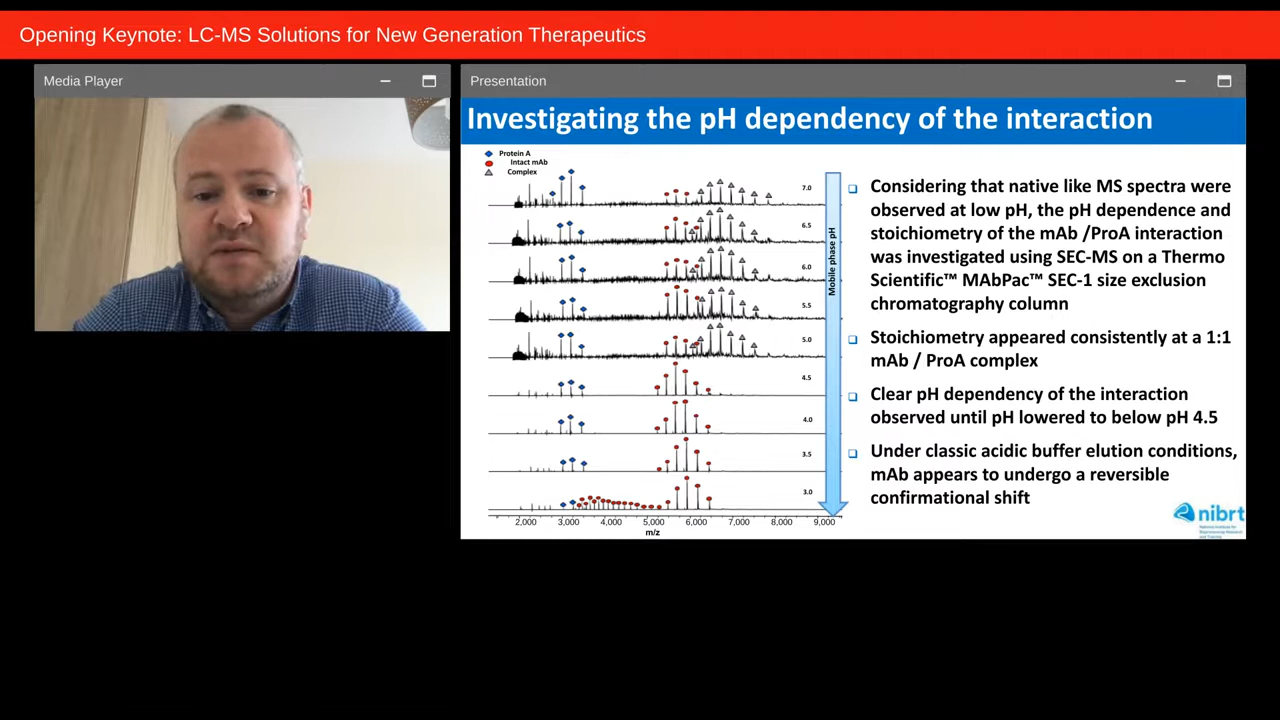 Opening Keynote: LC-MS Solutions for New Generation Therapeutics
Media Player
Presentation
Investigating the pH dependency of the interaction
Protein A
Intact mAb
Complex
7.0
6.5
6.0
5.5
5.0
4.5
4.0
3.5
3.0
2,000 3,000 4,000 5,000 6,000 7,000 8,000 9,000
m/z
Mobile phase pH
Considering that native like MS spectra were
observed at low pH, the pH dependence and
stoichiometry of the mAb /ProA interaction
was investigated using SEC-MS on a Thermo
Scientific™ MAbPac™ SEC-1 size exclusion
chromatography column
Stoichiometry appeared consistently at a 1:1
mAb / ProA complex
Clear pH dependency of the interaction
observed until pH lowered to below pH 4.5
Under classic acidic buffer elution conditions,
mAb appears to undergo a reversible
confirmational shift
nibrt
National Institute for
Bioprocessing Research
and Training